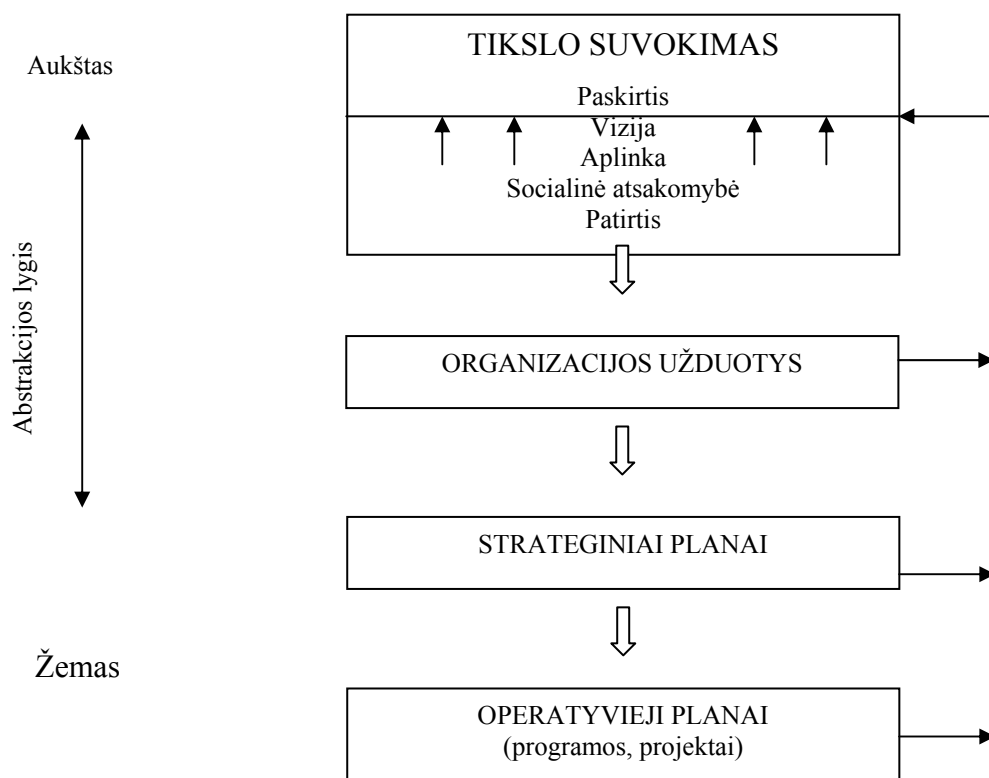 TIKSLO SUVOKIMAS
Aukštas
Paskirtis
Vizija
Aplinka
Socialinė atsakomybė
Patirtis
Abstrakcijos lygis
ORGANIZACIJOS UŽDUOTYS
STRATEGINIAI PLANAI
Žemas
OPERATYVIEJI PLANAI
(programos, projektai)